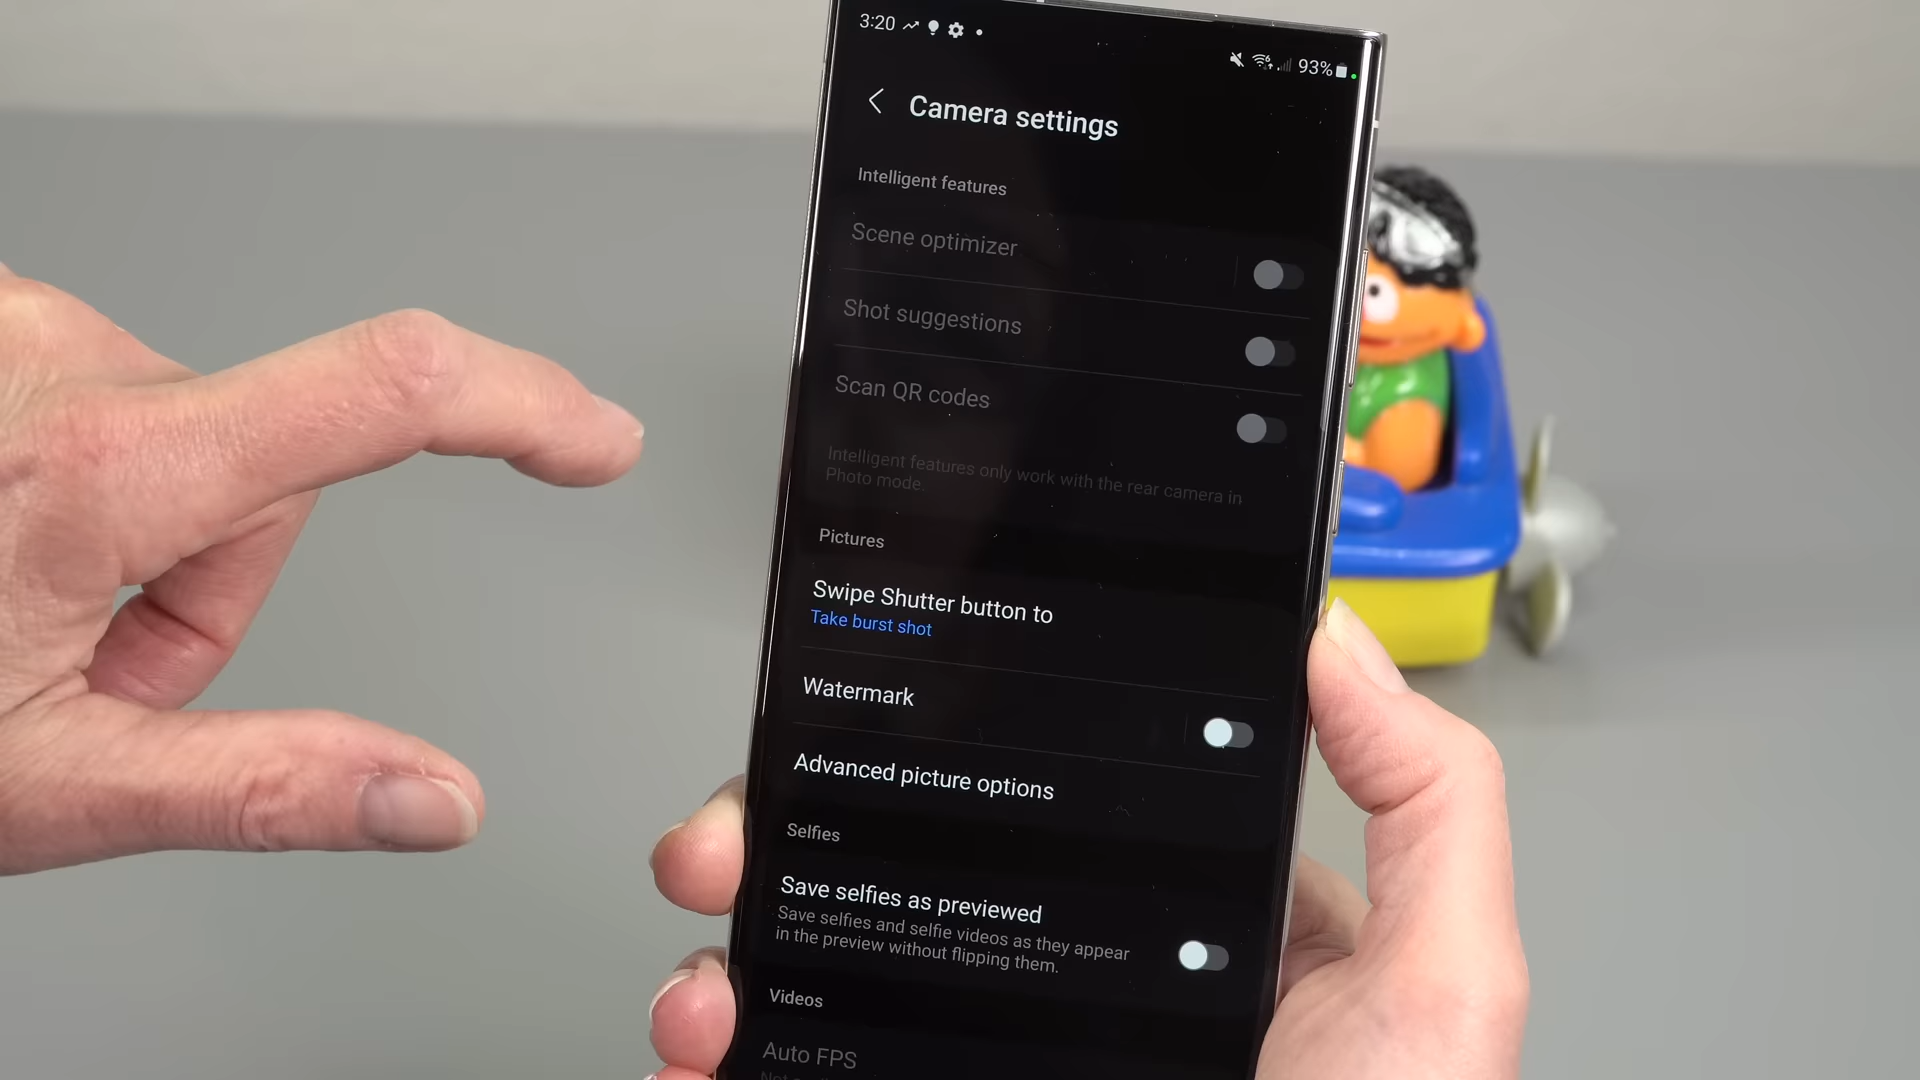 3:20
93%
Camera settings
Intelligent features
Scene optimizer
Shot suggestions
Scan QR codes
Intelligent features only work with the rear camera in
Photo mode.
Pictures
Swipe Shutter button to
Take burst shot
Watermark
Advanced picture options
Selfies
Save selfies as previewed
Save selfies and selfie videos as they appear
in the preview without flipping them.
Videos
Auto FPS